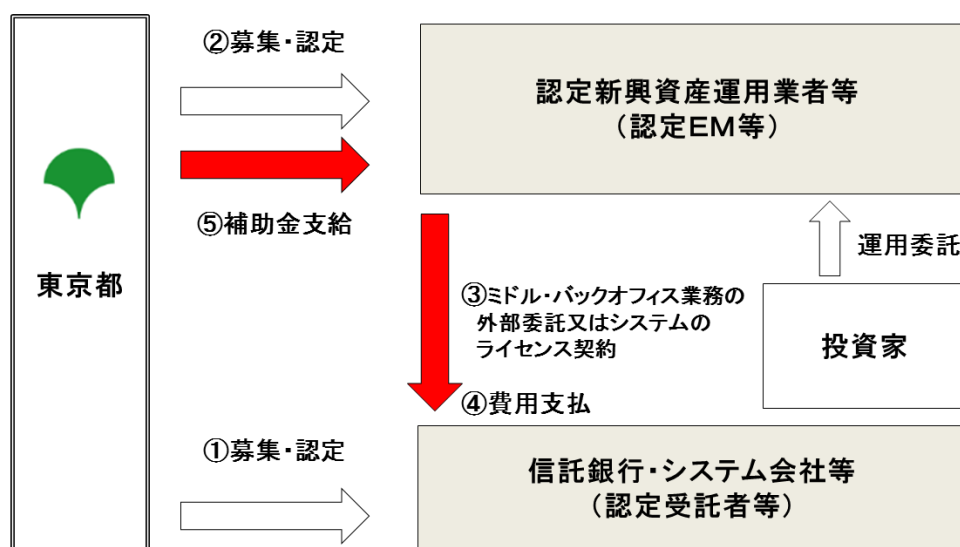 ②募集・認定
認定新興資産運用業者等
(認定EM等)
⑤補助金支給
東京都
運用委託
③ミドル・バックオフィス業務の
外部委託又はシステムの
ライセンス契約
投資家
④費用支払
①募集・認定
信託銀行・システム会社等
(認定受託者等)